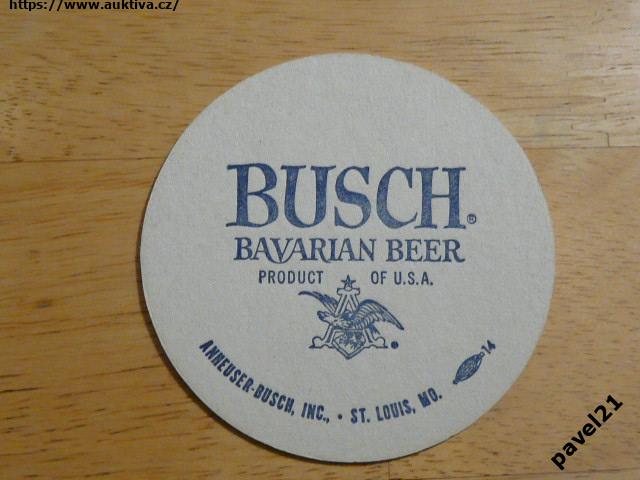 https://www.auktiva.cz/
BUSCH®
BAVARIAN BEER
PRODUCT OF U.S.A.
ANHEUSER-BUSCH, INC., • ST. LOUIS, MO.
14
pavel21